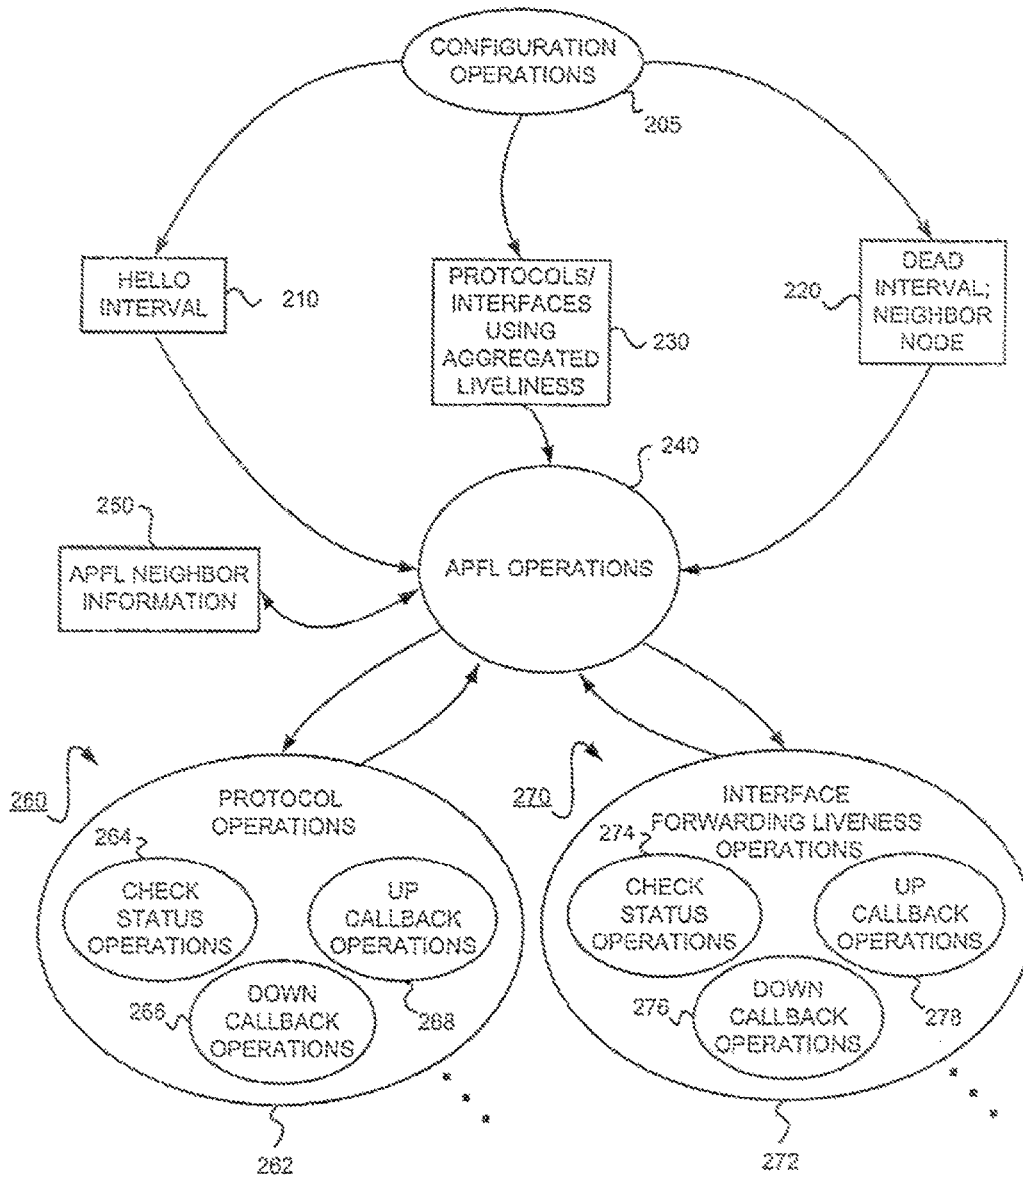 CONFIGURATION
OPERATIONS
205
HELLO
INTERVAL
210
PROTOCOLS/
INTERFACES
USING
AGGREGATED
LIVELINESS
230
220
DEAD
INTERVAL;
NEIGHBOR
NODE
240
APFL OPERATIONS
250
APFL NEIGHBOR
INFORMATION
260
PROTOCOL
OPERATIONS
264
CHECK
STATUS
OPERATIONS
UP
CALLBACK
OPERATIONS
266
DOWN
CALLBACK
OPERATIONS
268
262
270
INTERFACE
FORWARDING LIVENESS
OPERATIONS
274
CHECK
STATUS
OPERATIONS
UP
CALLBACK
OPERATIONS
276
DOWN
CALLBACK
OPERATIONS
278
272